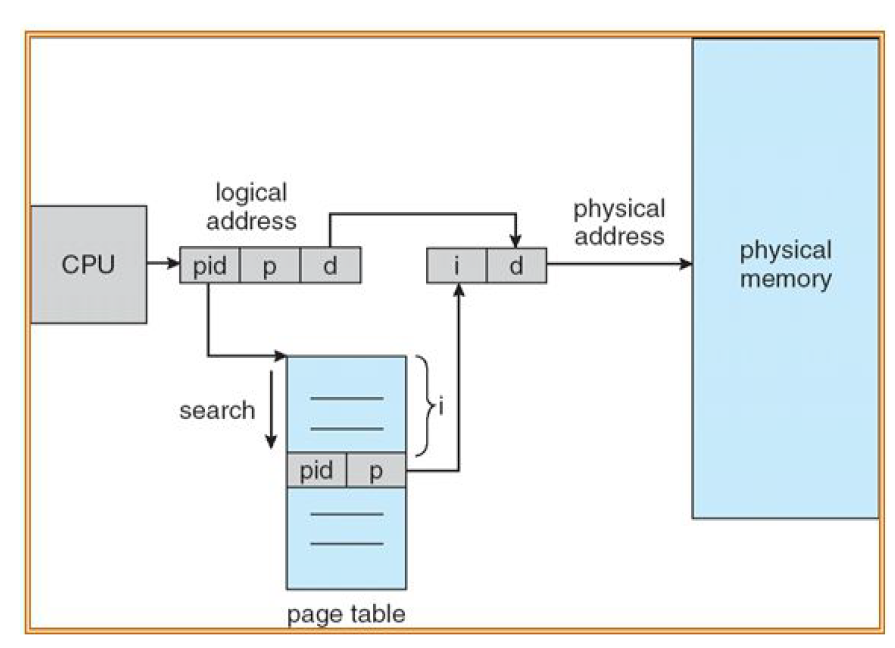 logical
address
physical
address
CPU
pid p d
i d
physical
memory
search
i
pid p
page table